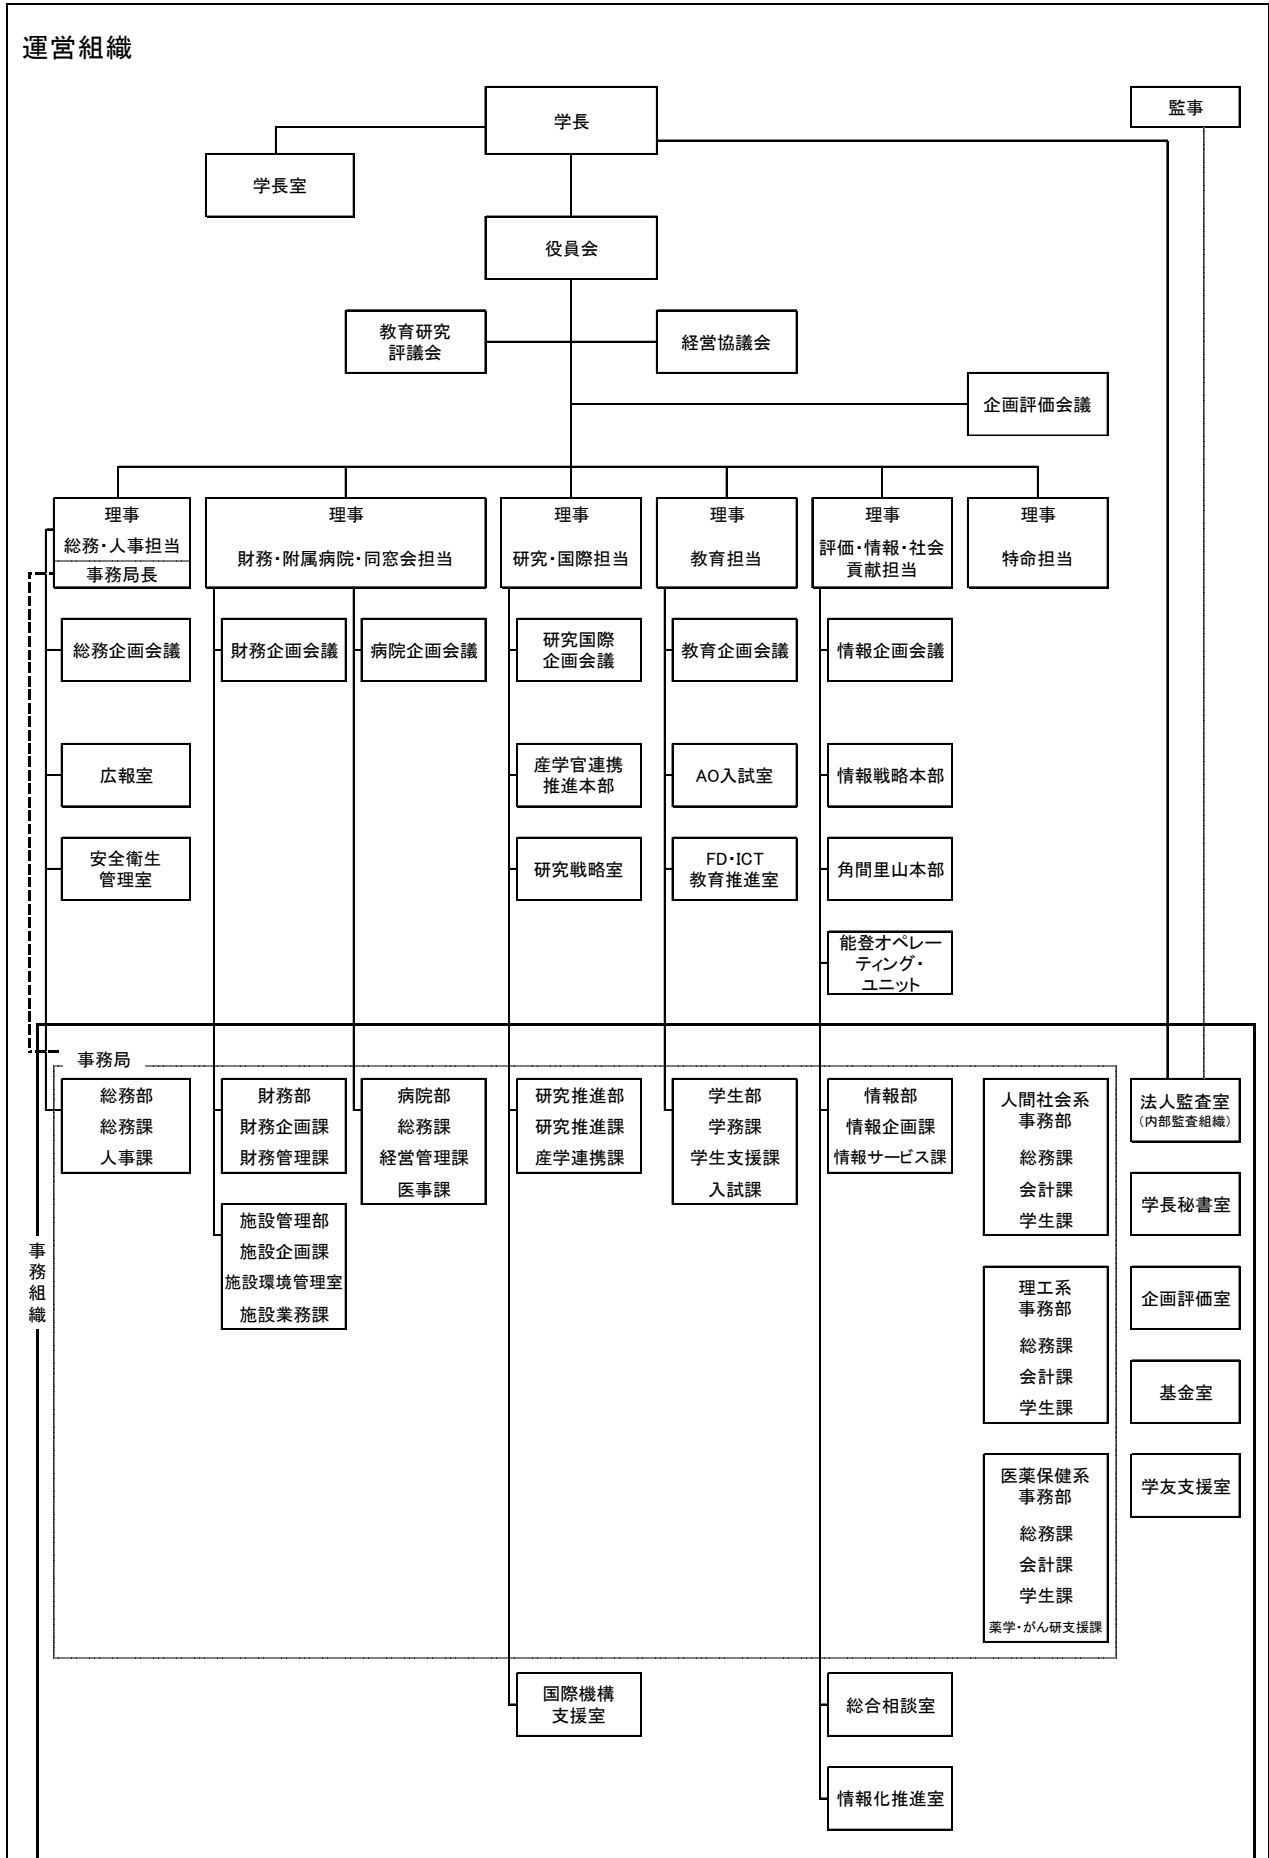 運営組織
学長
監事
学長室
役員会
教育研究
評議会
経営協議会
企画評価会議
理事
総務・人事担当
事務局長
理事
財務・附属病院・同窓会担当
理事
研究・国際担当
理事
教育担当
理事
評価・情報・社会
貢献担当
理事
特命担当
総務企画会議
財務企画会議
病院企画会議
研究国際
企画会議
教育企画会議
情報企画会議
広報室
産学官連携
推進本部
AO入試室
情報戦略本部
安全衛生
管理室
研究戦略室
FD・ICT
教育推進室
角間里山本部
能登オペレー
ティング・
ユニット
事務組織
事務局
総務部
総務課
人事課
財務部
財務企画課
財務管理課
病院部
総務課
経営管理課
医事課
研究推進部
研究推進課
産学連携課
学生部
学務課
学生支援課
入試課
情報部
情報企画課
情報サービス課
人間社会系
事務部
総務課
会計課
学生課
法人監査室
(内部監査組織)
施設管理部
施設企画課
施設環境管理室
施設業務課
学長秘書室
理工系
事務部
総務課
会計課
学生課
企画評価室
基金室
医薬保健系
事務部
総務課
会計課
学生課
薬学・がん研支援課
学友支援室
国際機構
支援室
総合相談室
情報化推進室